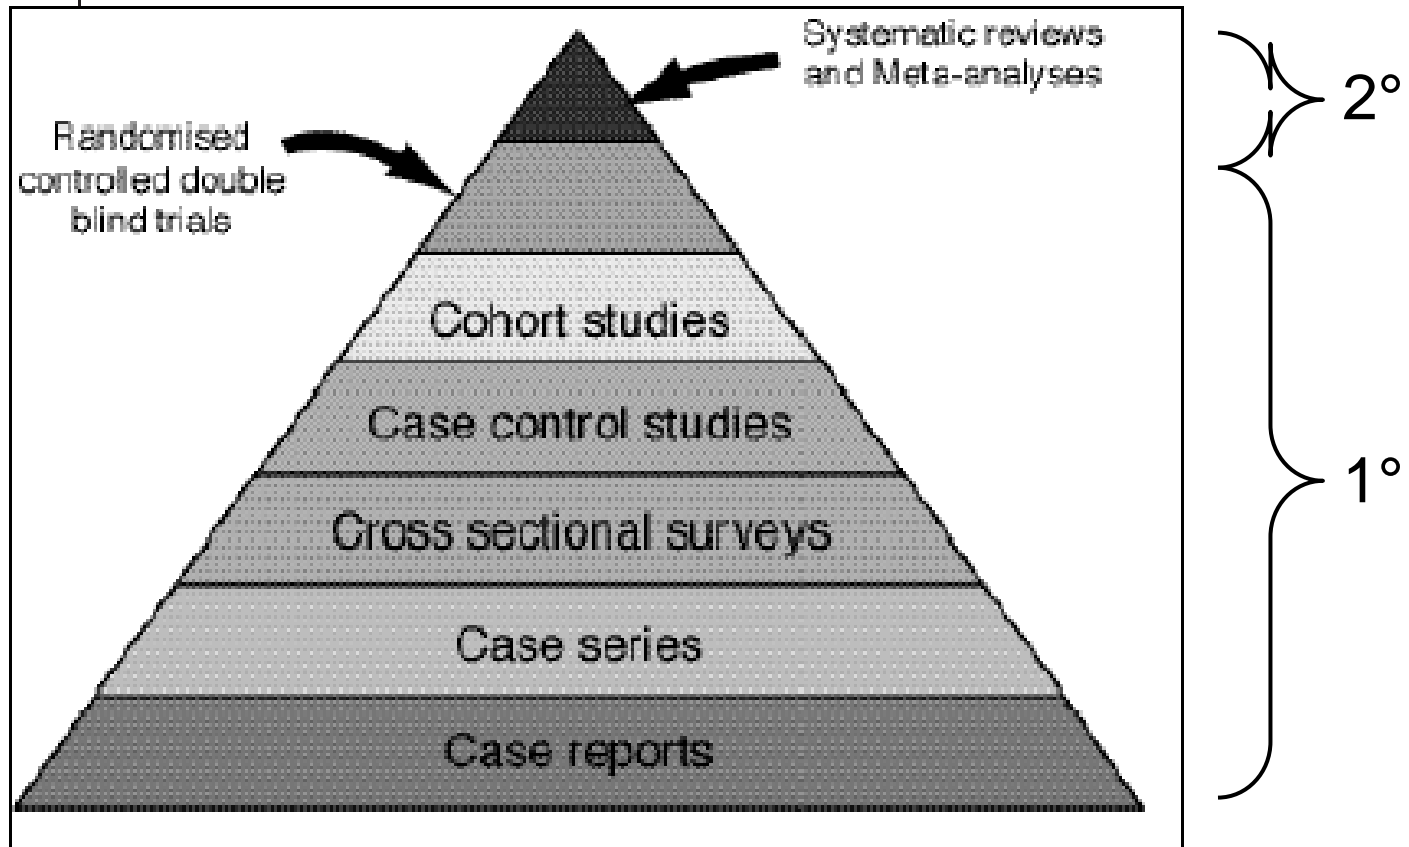 Systematic reviews
and Meta-analyses
2°
Randomised
controlled double
blind trials
Cohort studies
Case control studies
1°
Cross sectional surveys
Case series
Case reports